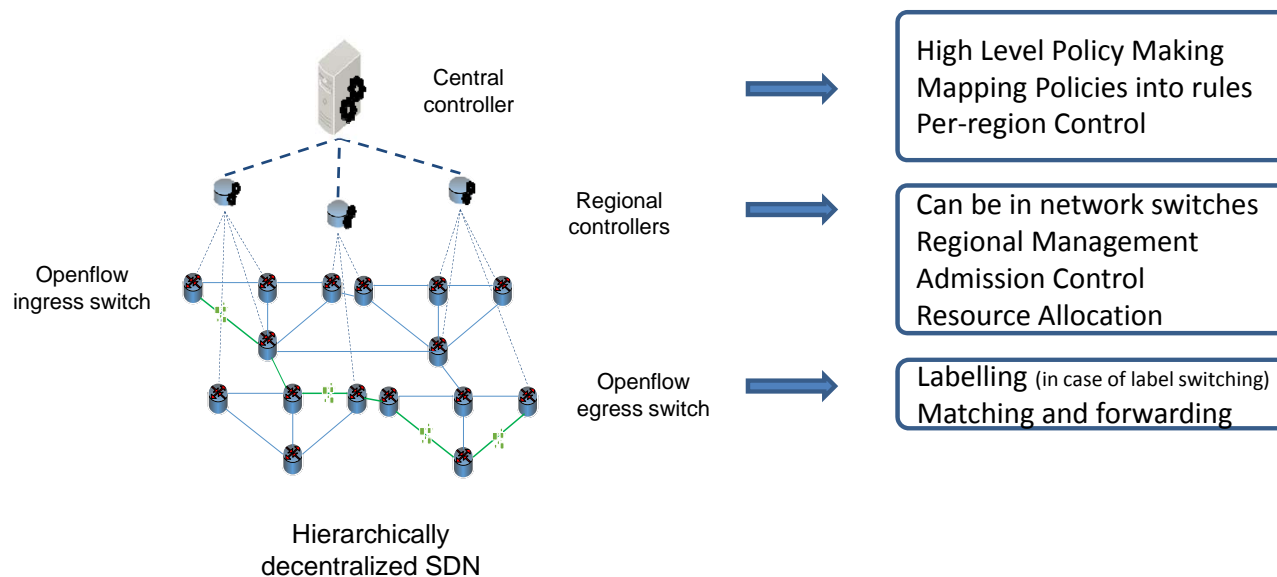 Central
controller
High Level Policy Making
Mapping Policies into rules
Per-region Control
Regional
controllers
Can be in network switches
Regional Management
Admission Control
Resource Allocation
Openflow
ingress switch
Openflow
egress switch
Labelling (in case of label switching)
Matching and forwarding
Hierarchically
decentralized SDN